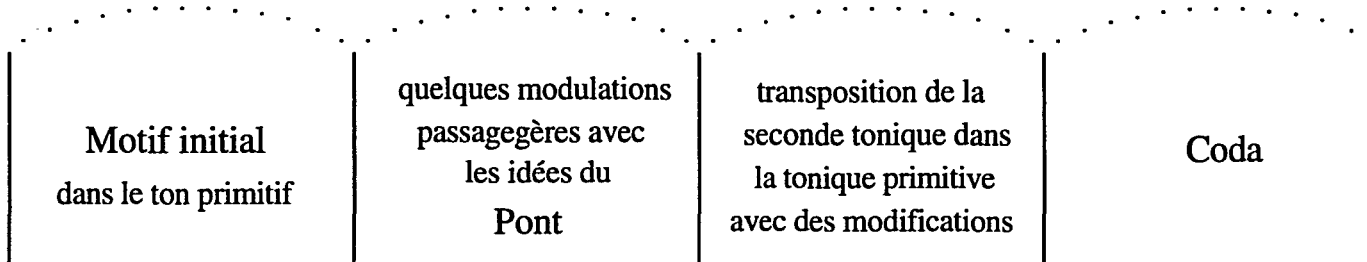 Motif initial
dans le ton primitif
quelques modulations
passagegères avec
les idées du
Pont
transposition de la
seconde tonique dans
la tonique primitive
avec des modifications
Coda